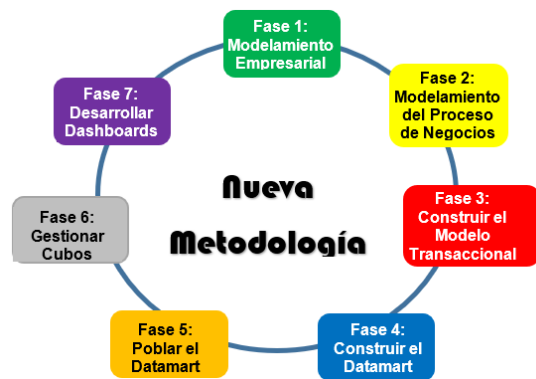 Fase 1:
Modelamiento
Empresarial
Fase 2:
Modelamiento
del Proceso
de Negocios
Fase 3:
Construir el
Modelo
Transaccional
Fase 4:
Construir el
Datamart
Fase 5:
Poblar el
Datamart
Fase 6:
Gestionar
Cubos
Fase 7:
Desarrollar
Dashboards
Nueva
Metodología